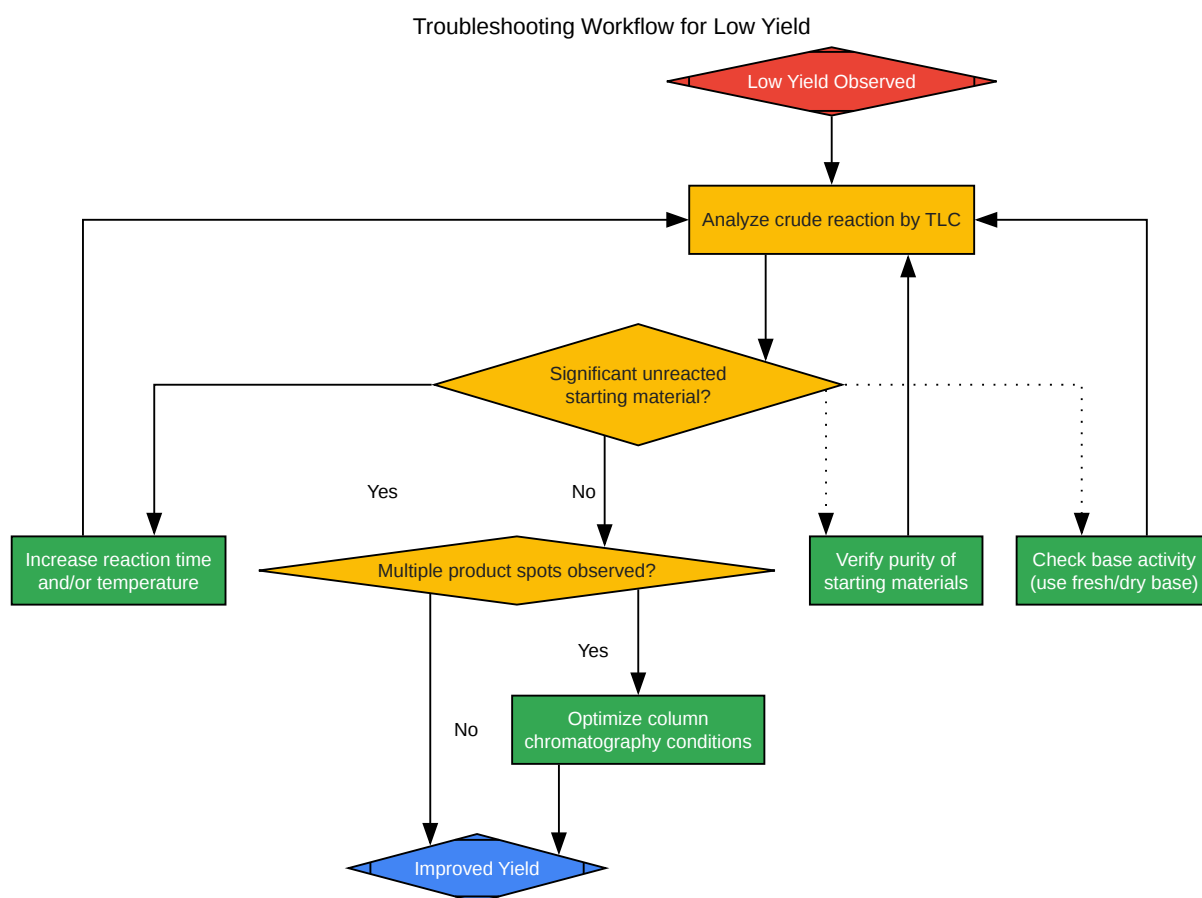 Troubleshooting Workflow for Low Yield
Low Yield Observed
Analyze crude reaction by TLC
Significant unreacted
starting material?
Yes
No
Increase reaction time
and/or temperature
Multiple product spots observed?
Verify purity of
starting materials
Check base activity
(use fresh/dry base)
Yes
No
Optimize column
chromatography conditions
Improved Yield